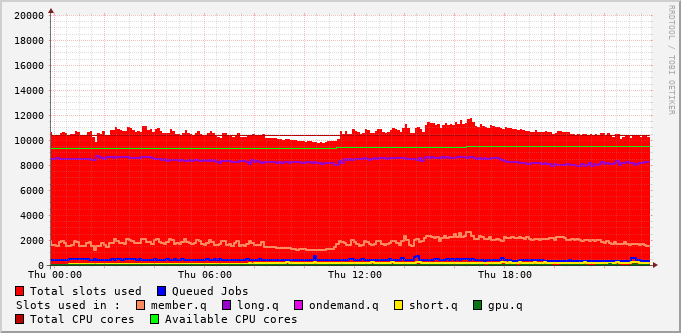 20000
18000
16000
14000
12000
10000
8000
6000
4000
2000
0
Thu 00:00 Thu 06:00 Thu 12:00 Thu 18:00
Total slots used Queued Jobs
Slots used in : member.q long.q ondemand.q short.q gpu.q
Total CPU cores Available CPU cores
RRDTOOL / TOBI OETIKER